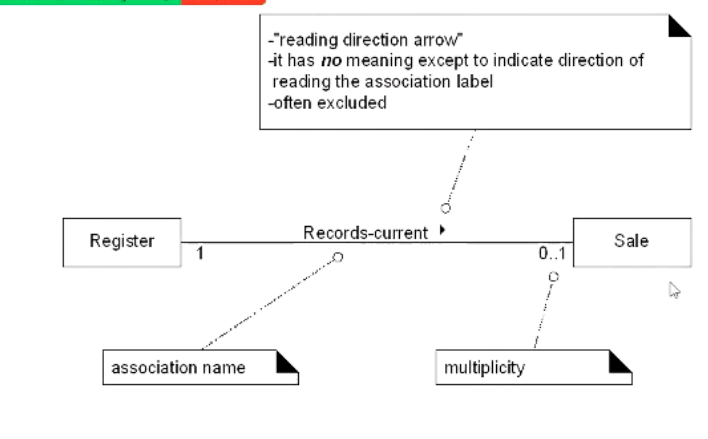 -"reading direction arrow"
-it has no meaning except to indicate direction of
reading the association label
-often excluded
Register
Records-current
Sale
1
0..1
association name
multiplicity